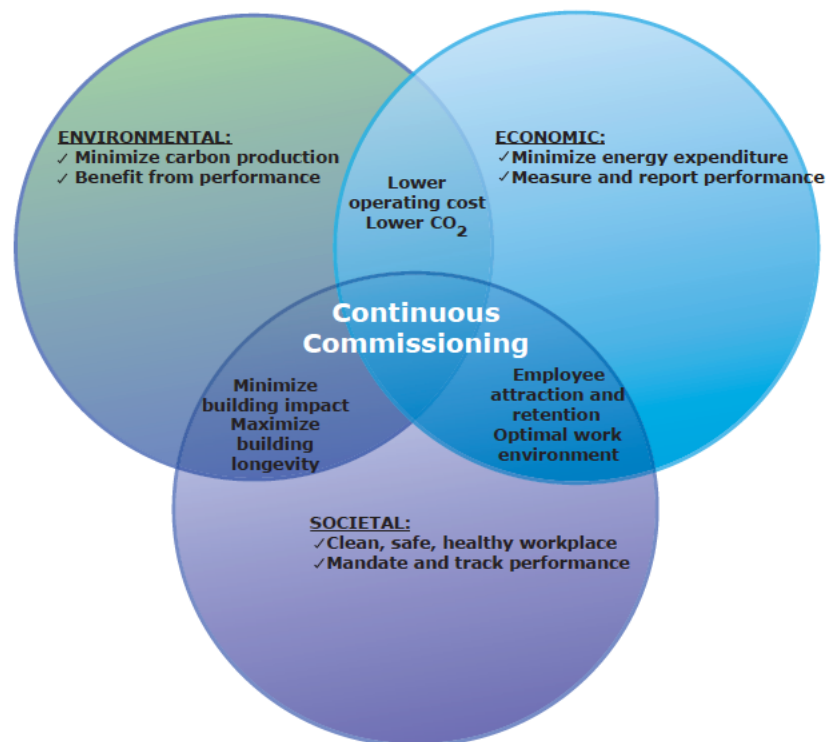 ENVIRONMENTAL:
✓ Minimize carbon production
✓ Benefit from performance
ECONOMIC:
✓Minimize energy expenditure
✓Measure and report performance
Lower
operating cost
Lower CO₂
Continuous
Commissioning
Minimize
building impact
Maximize
building
longevity
Employee
attraction and
retention
Optimal work
environment
SOCIETAL:
✓Clean, safe, healthy workplace
✓Mandate and track performance